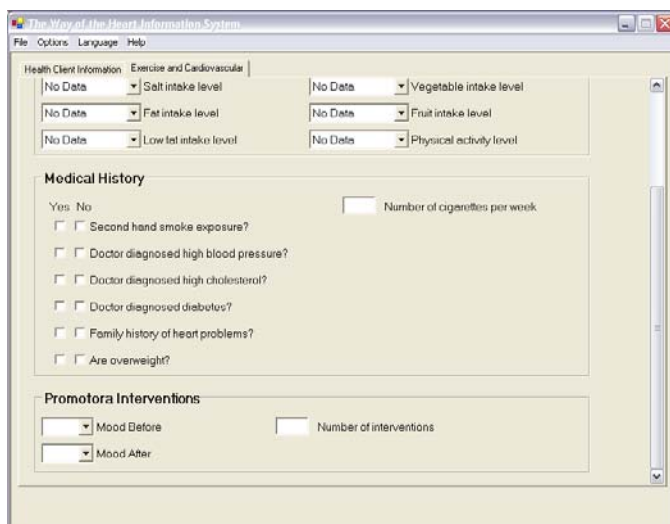 The Way of the Heart Information System
File Options Language Help
Health Client Information Exercise and Cardiovascular
No Data Salt intake level No Data Vegetable intake level
No Data Fat intake level No Data Fruit intake level
No Data Low fat intake level No Data Physical activity level
Medical History
Yes No Number of cigarettes per week
Second hand smoke exposure?
Doctor diagnosed high blood pressure?
Doctor diagnosed high cholesterol?
Doctor diagnosed diabetes?
Family history of heart problems?
Are overweight?
Promotora Interventions
Mood Before Number of interventions
Mood After